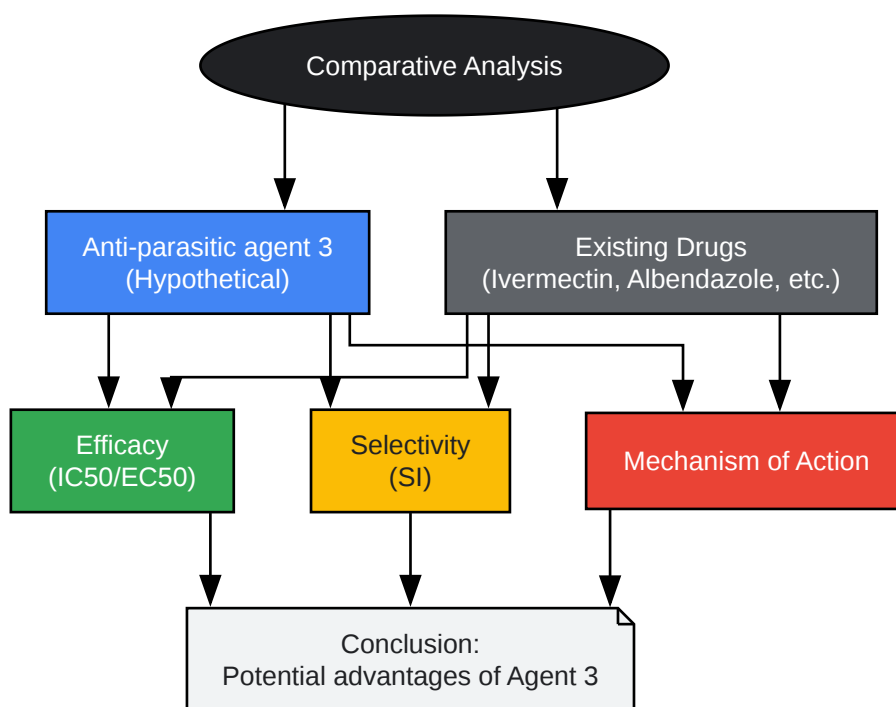 Comparative Analysis
Anti-parasitic agent 3
(Hypothetical)
Existing Drugs
(Ivermectin, Albendazole, etc.)
Efficacy
(IC50/EC50)
Selectivity
(SI)
Mechanism of Action
Conclusion:
Potential advantages of Agent 3